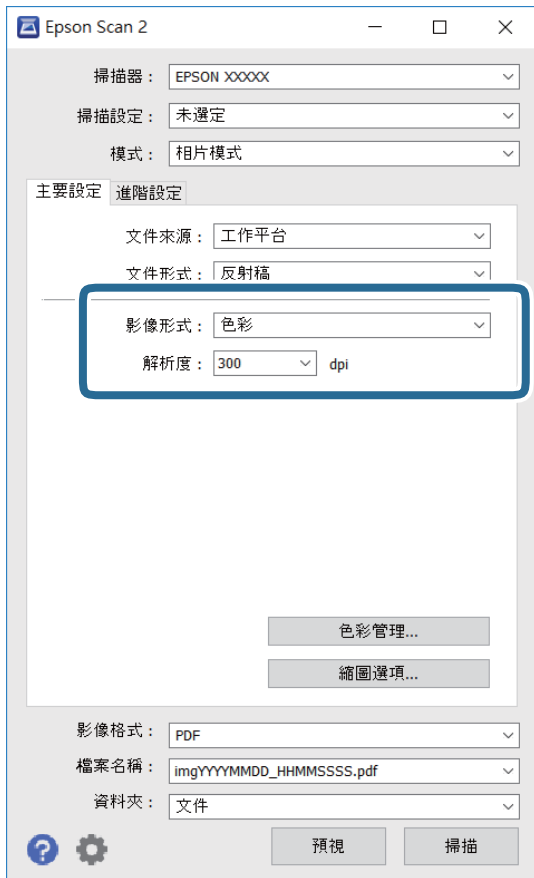 Epson Scan 2
掃描器： EPSON XXXXX
掃描設定： 未選定
模式： 相片模式
主要設定 進階設定
文件來源： 工作平台
文件形式： 反射稿
影像形式： 色彩
解析度： 300 dpi
色彩管理...
縮圖選項...
影像格式： PDF
檔案名稱： imgYYYYMMDD_HHMMSSSS.pdf
資料夾： 文件
? 預視 掃描